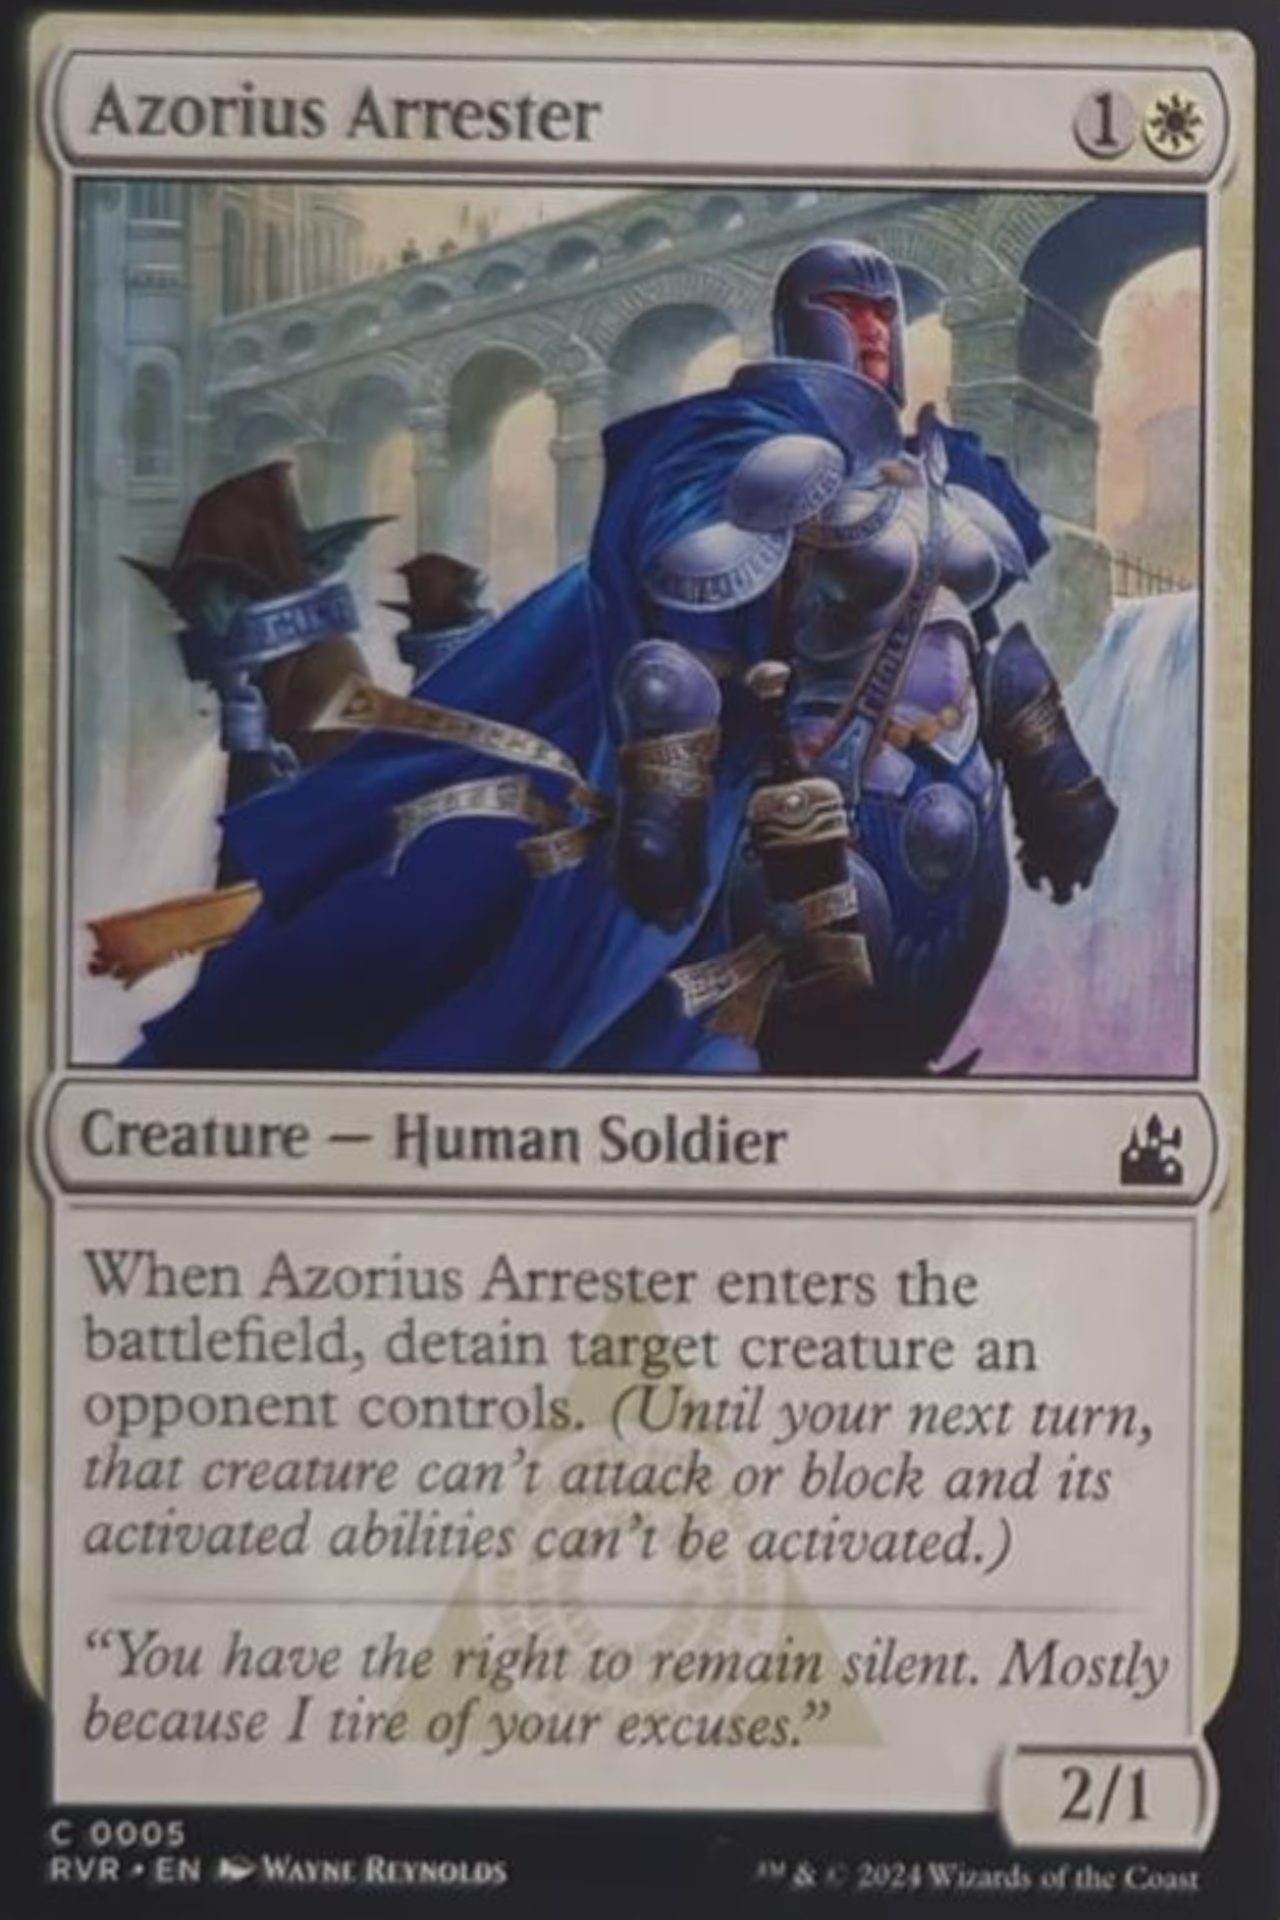 Azorius Arrester 1
Creature — Human Soldier
When Azorius Arrester enters the
battlefield, detain target creature an
opponent controls. (Until your next turn,
that creature can't attack or block and its
activated abilities can't be activated.)
“You have the right to remain silent. Mostly
because I tire of your excuses.”
2/1
C 0005
RVR • EN WAYNE REYNOLDS
™ & © 2024 Wizards of the Coast